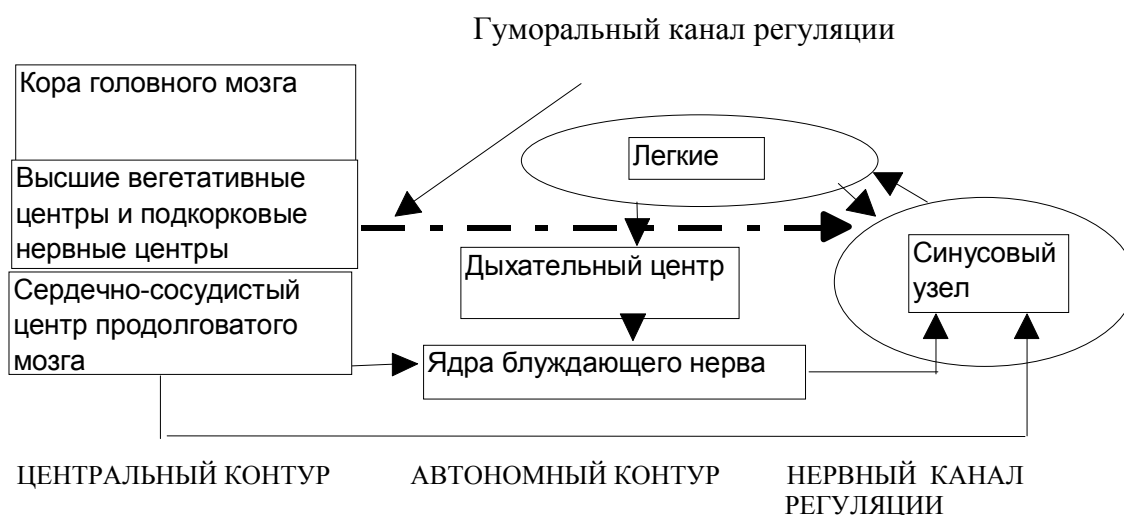 Гуморальный канал регуляции
Кора головного мозга
Высшие вегетативные
центры и подкорковые
нервные центры
Сердечно-сосудистый
центр продолговатого
мозга
Легкие
Дыхательный центр
Ядра блуждающего нерва
Синусовый
узел
ЦЕНТРАЛЬНЫЙ КОНТУР
АВТОНОМНЫЙ КОНТУР
НЕРВНЫЙ КАНАЛ
РЕГУЛЯЦИИ